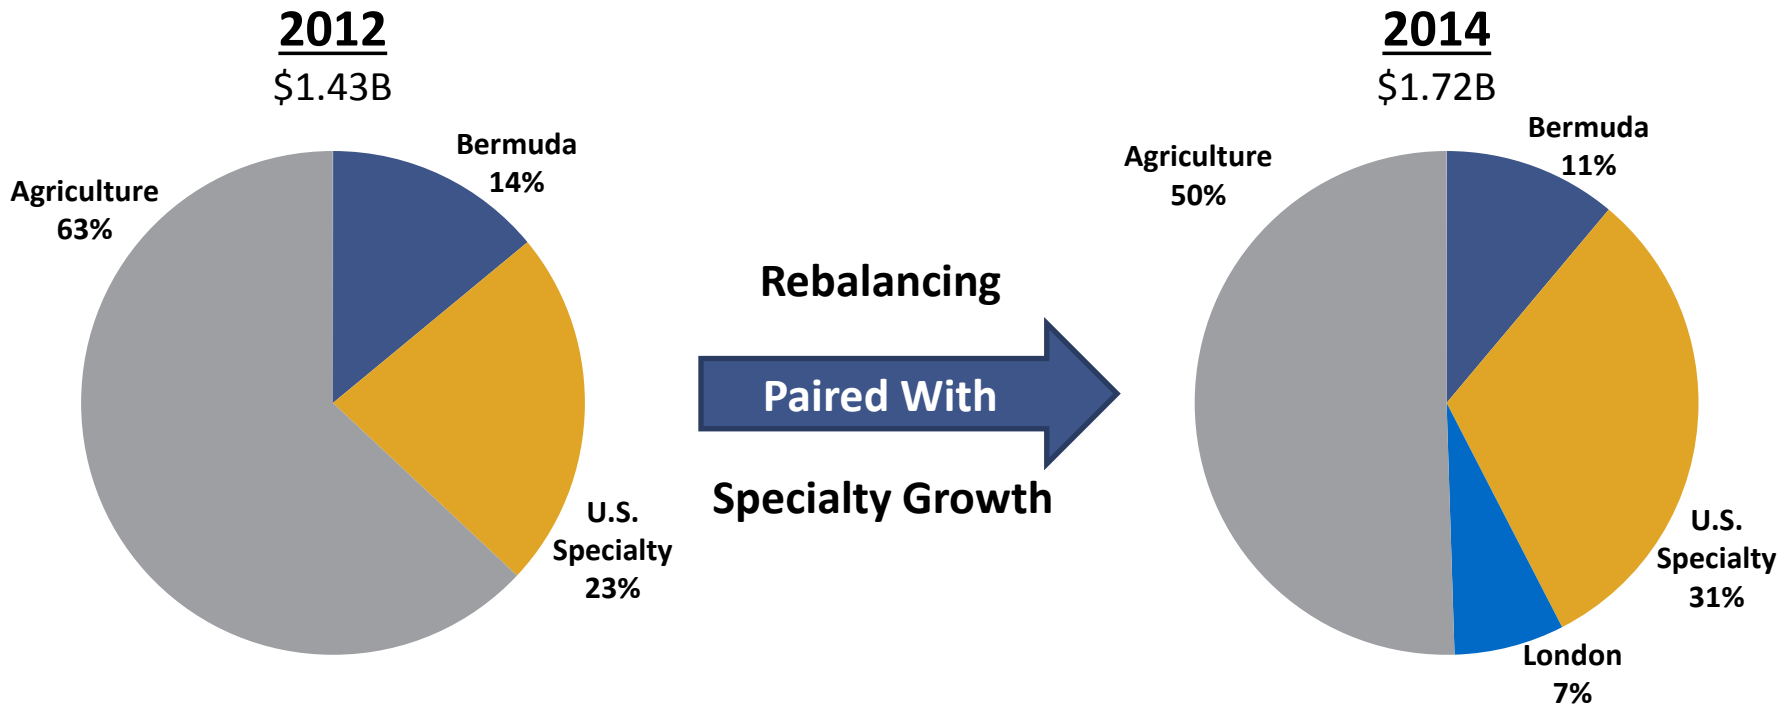 2012
$1.43B
Bermuda
14%
Agriculture
63%
U.S.
Specialty
23%
Rebalancing
Paired With
Specialty Growth
2014
$1.72B
Bermuda
11%
Agriculture
50%
U.S.
Specialty
31%
London
7%